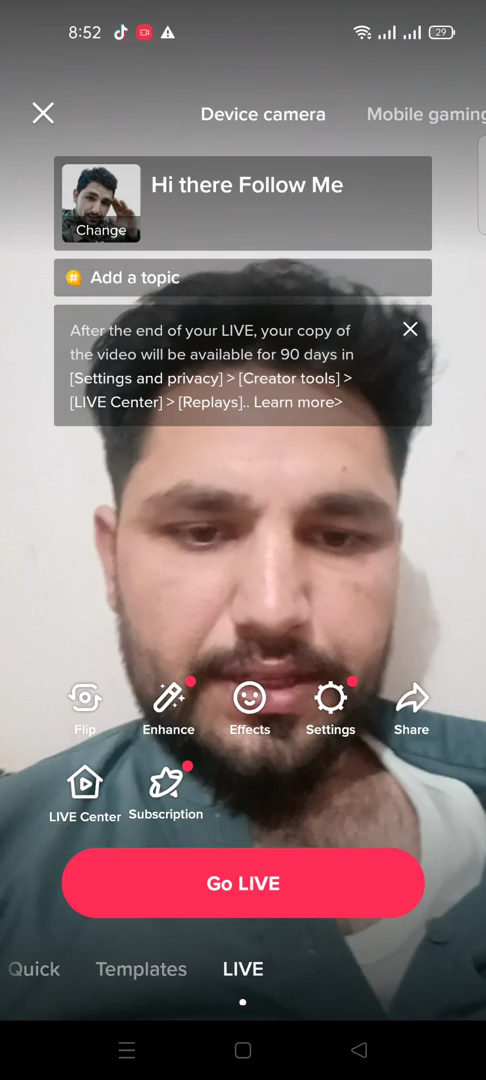 8:52
29
Device camera
Mobile gaming
Hi there Follow Me
Change
# Add a topic
After the end of your LIVE, your copy of
the video will be available for 90 days in
[Settings and privacy] > [Creator tools] >
[LIVE Center] > [Replays].. Learn more>
Flip
Enhance
Effects
Settings
Share
LIVE Center
Subscription
Go LIVE
Quick
Templates
LIVE